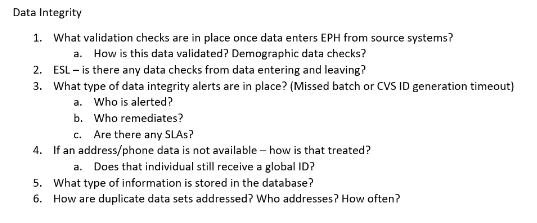 Data Integrity
1. What validation checks are in place once data enters EPH from source systems?
a. How is this data validated? Demographic data checks?
2. ESL – is there any data checks from data entering and leaving?
3. What type of data integrity alerts are in place? (Missed batch or CVS ID generation timeout)
a. Who is alerted?
b. Who remediates?
c. Are there any SLAs?
4. If an address/phone data is not available – how is that treated?
a. Does that individual still receive a global ID?
5. What type of information is stored in the database?
6. How are duplicate data sets addressed? Who addresses? How often?